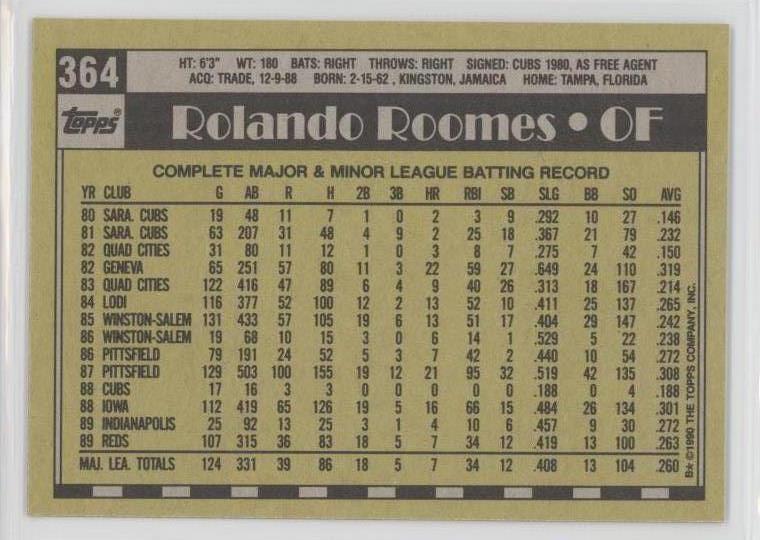 364
HT: 6'3" WT: 180 BATS: RIGHT THROWS: RIGHT SIGNED: CUBS 1980, AS FREE AGENT
ACQ: TRADE, 12-9-88 BORN: 2-15-62 , KINGSTON, JAMAICA HOME: TAMPA, FLORIDA
topps®
Rolando Roomes • OF
COMPLETE MAJOR & MINOR LEAGUE BATTING RECORD
YR CLUB G AB R H 2B 3B HR RBI SB SLG BB SO AVG
80 SARA. CUBS 19 48 11 7 1 0 2 3 9 .292 10 27 .146
81 SARA. CUBS 63 207 31 48 4 9 2 25 18 .367 21 79 .232
82 QUAD CITIES 31 80 11 12 1 0 3 8 7 .275 7 42 .150
82 GENEVA 65 251 57 80 11 3 22 59 27 .649 24 110 .319
83 QUAD CITIES 122 416 47 89 6 4 9 40 26 .313 18 167 .214
84 LODI 116 377 52 100 12 2 13 52 10 .411 25 137 .265
85 WINSTON-SALEM 131 433 57 105 19 6 13 51 17 .404 29 147 .242
86 WINSTON-SALEM 19 68 10 15 3 0 6 14 1 .529 5 22 .238
86 PITTSFIELD 79 191 24 52 5 3 7 42 2 .440 10 54 .272
87 PITTSFIELD 129 503 100 155 19 12 21 95 32 .519 42 135 .308
88 CUBS 17 16 3 3 0 0 0 0 0 .188 0 4 .188
88 IOWA 112 419 65 126 19 5 16 66 15 .484 26 134 .301
89 INDIANAPOLIS 25 92 13 25 3 1 4 10 6 .457 9 30 .272
89 REDS 107 315 36 83 18 5 7 34 12 .419 13 100 .263
MAJ. LEA. TOTALS 124 331 39 86 18 5 7 34 12 .408 13 104 .260
B* ©1990 THE TOPPS COMPANY, INC.